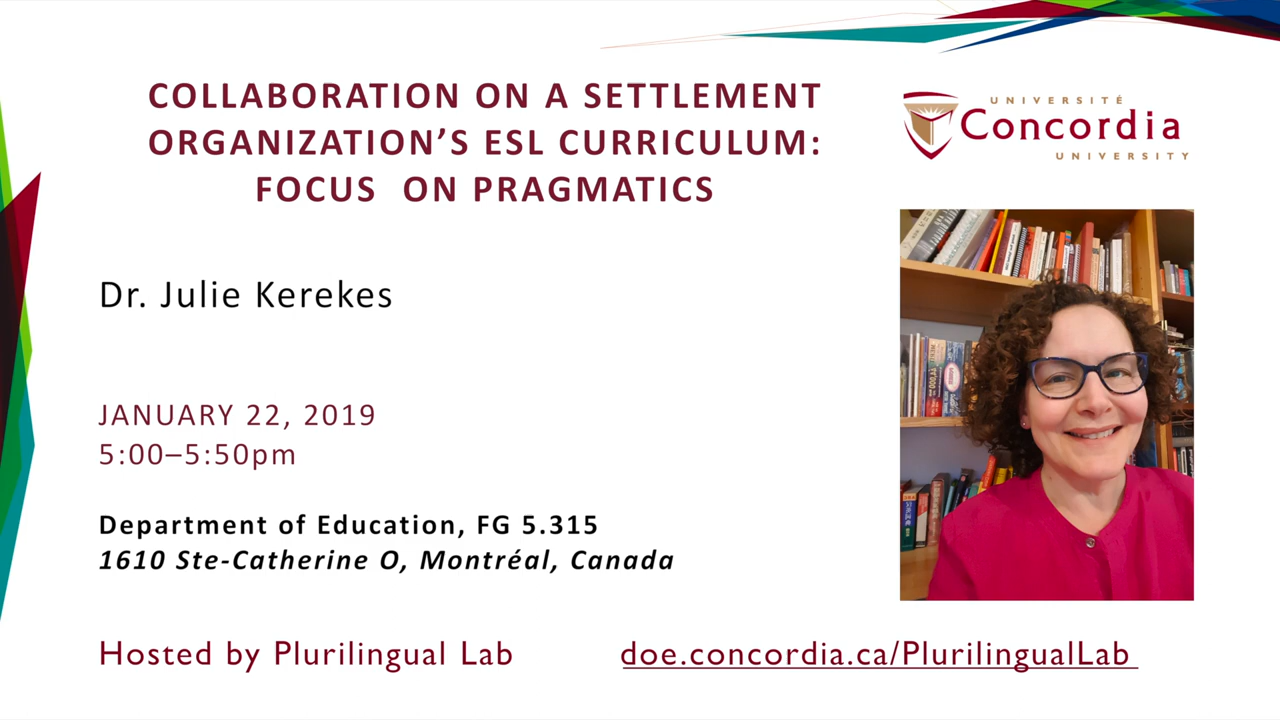 COLLABORATION ON A SETTLEMENT
ORGANIZATION’S ESL CURRICULUM:
FOCUS ON PRAGMATICS
UNIVERSITÉ
Concordia
UNIVERSITY
Dr. Julie Kerekes
JANUARY 22, 2019
5:00–5:50pm
Department of Education, FG 5.315
1610 Ste-Catherine O, Montréal, Canada
Hosted by Plurilingual Lab
doe.concordia.ca/PlurilingualLab